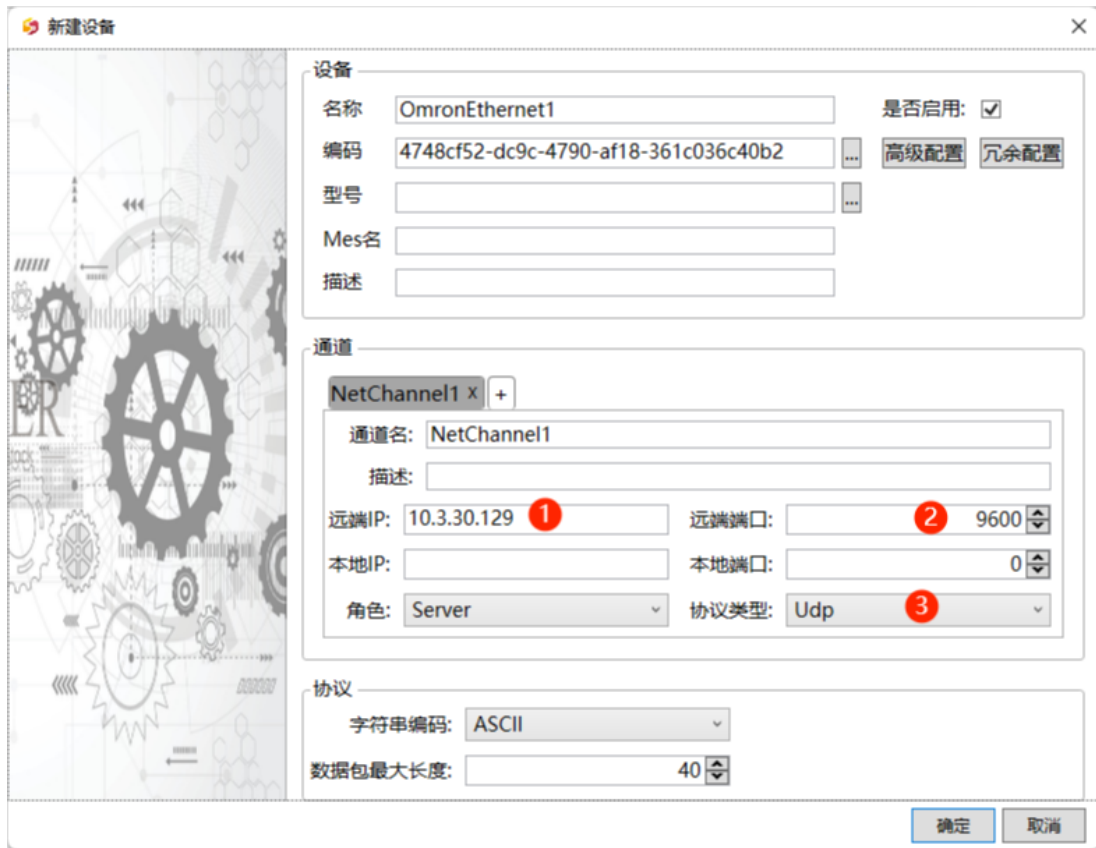 新建设备
设备
名称 OmronEthernet1 是否启用:
编码 4748cf52-dc9c-4790-af18-361c036c40b2 ... 高级配置 冗余配置
型号 ...
Mes名
描述
通道
NetChannel1 x +
通道名: NetChannel1
描述:
远端IP: 10.3.30.129 1 远端端口: 2 9600
本地IP: 本地端口: 0
角色: Server 协议类型: Udp 3
协议
字符串编码: ASCII
数据包最大长度: 40
确定 取消
ER